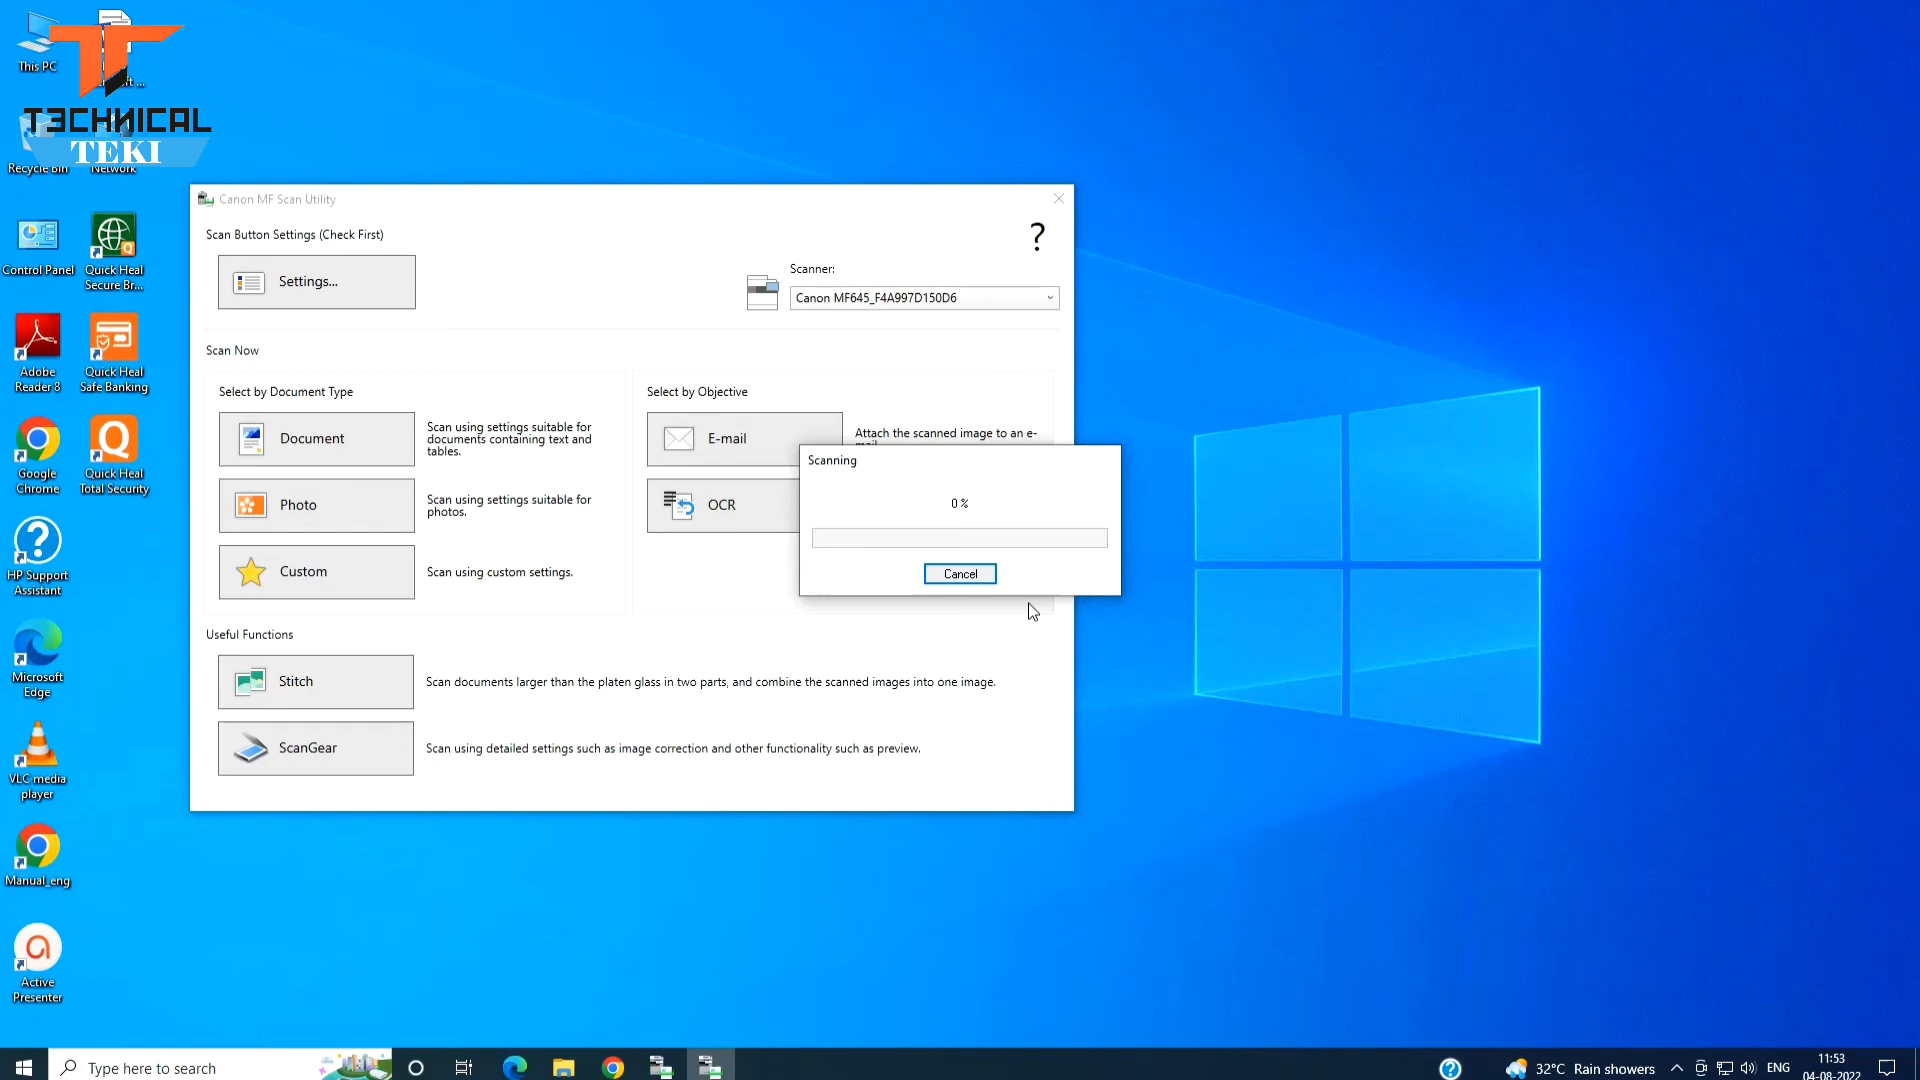 This PC
ft ...
TECHNICAL
TEKI
Recycle Bin
Network
Control Panel
Quick Heal
Secure Br...
Adobe
Reader 8
Quick Heal
Safe Banking
Google
Chrome
Quick Heal
Total Security
HP Support
Assistant
Microsoft
Edge
VLC media
player
Manual_eng
Active
Presenter
Canon MF Scan Utility
Scan Button Settings (Check First)
?
Settings...
Scanner:
Canon MF645_F4A997D150D6
Scan Now
Select by Document Type
Document
Scan using settings suitable for
documents containing text and
tables.
Photo
Scan using settings suitable for
photos.
Custom
Scan using custom settings.
Select by Objective
E-mail
Attach the scanned image to an e-
mail.
OCR
Scanning
0 %
Cancel
Useful Functions
Stitch
Scan documents larger than the platen glass in two parts, and combine the scanned images into one image.
ScanGear
Scan using detailed settings such as image correction and other functionality such as preview.
Type here to search
32°C Rain showers
ENG
11:53
04-08-2022